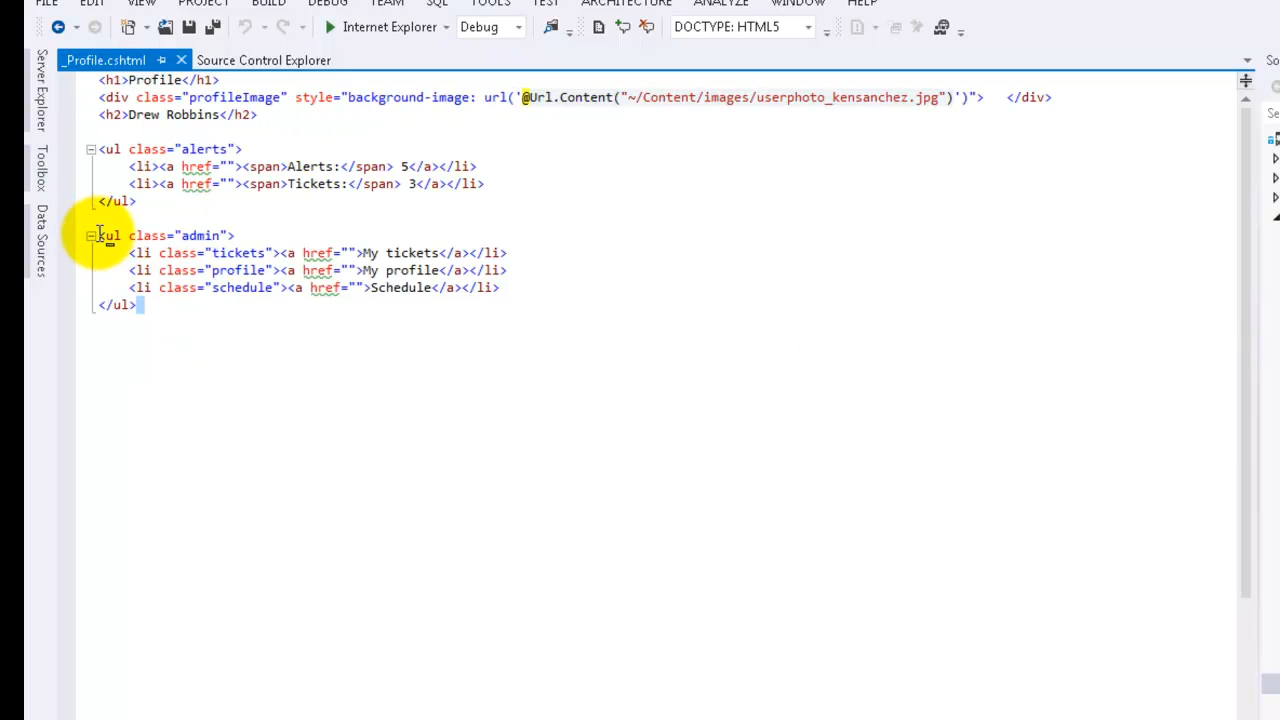 FILE EDIT VIEW PROJECT BUILD DEBUG TEAM SQL TOOLS TEST ARCHITECTURE ANALYZE WINDOW HELP
Internet Explorer Debug DOCTYPE: HTML5
_Profile.cshtml Source Control Explorer So
Se
Server Explorer
Toolbox
Data Sources
<h1>Profile</h1>
<div class="profileImage" style="background-image: url('@Url.Content("~/Content/images/userphoto_kensanchez.jpg")')"> </div>
<h2>Drew Robbins</h2>
<ul class="alerts">
<li><a href=""><span>Alerts:</span> 5</a></li>
<li><a href=""><span>Tickets:</span> 3</a></li>
</ul>
<ul class="admin">
<li class="tickets"><a href="">My tickets</a></li>
<li class="profile"><a href="">My profile</a></li>
<li class="schedule"><a href="">Schedule</a></li>
</ul>